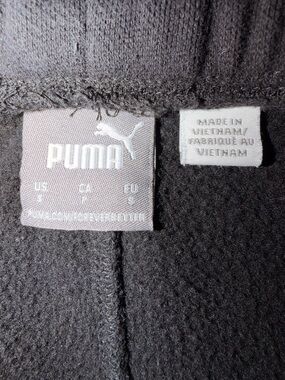 PUMA
US CA EU
S P S
PUMA.COM/FOREVERBETTER
MADE IN
VIETNAM/
FABRIQUÉ AU
VIETNAM